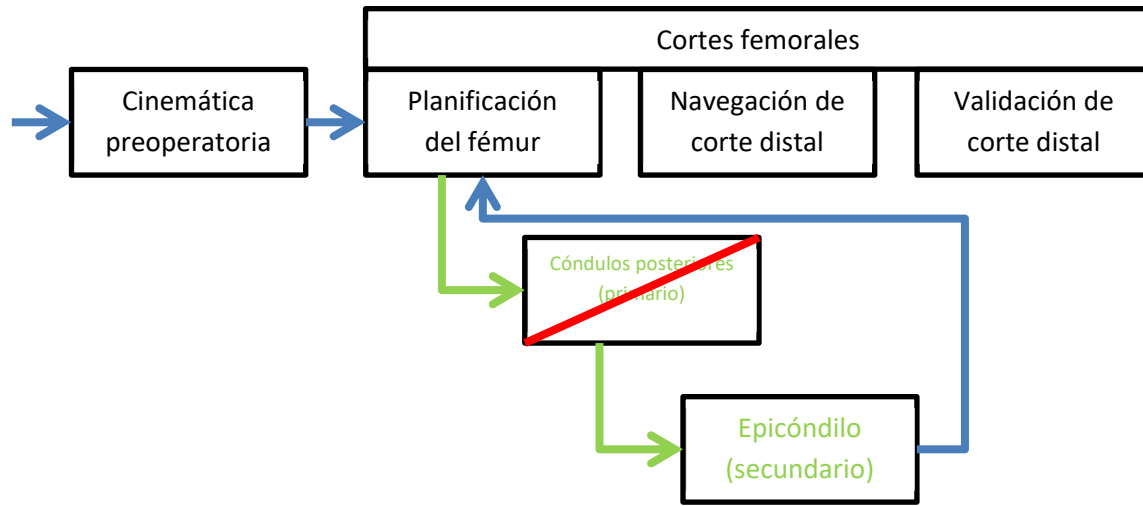 Cortes femorales
Cinemática
preoperatoria
Planificación
del fémur
Navegación de
corte distal
Validación de
corte distal
Cóndulos posteriores
(primario)
Epicóndilo
(secundario)